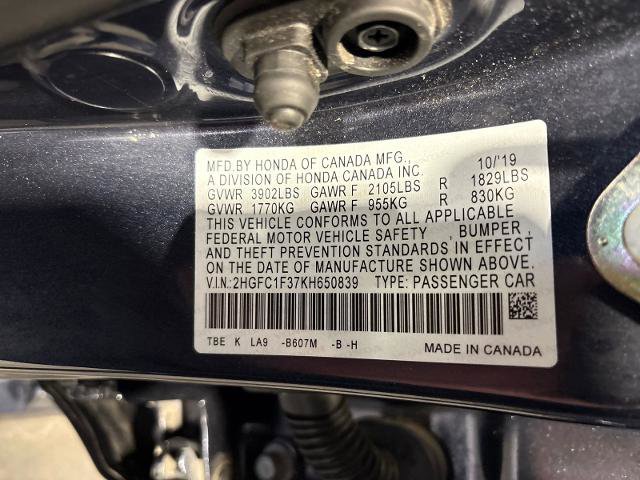 MFD.BY HONDA OF CANADA MFG., 10/'19
A DIVISION OF HONDA CANADA INC.
GVWR 3902LBS GAWR F 2105LBS R 1829LBS
GVWR 1770KG GAWR F 955KG R 830KG
THIS VEHICLE CONFORMS TO ALL APPLICABLE
FEDERAL MOTOR VEHICLE SAFETY , BUMPER ,
AND THEFT PREVENTION STANDARDS IN EFFECT
ON THE DATE OF MANUFACTURE SHOWN ABOVE.
V.I.N.:2HGFC1F37KH650839 TYPE: PASSENGER CAR
TBE K LA9 -B607M -B -H
MADE IN CANADA